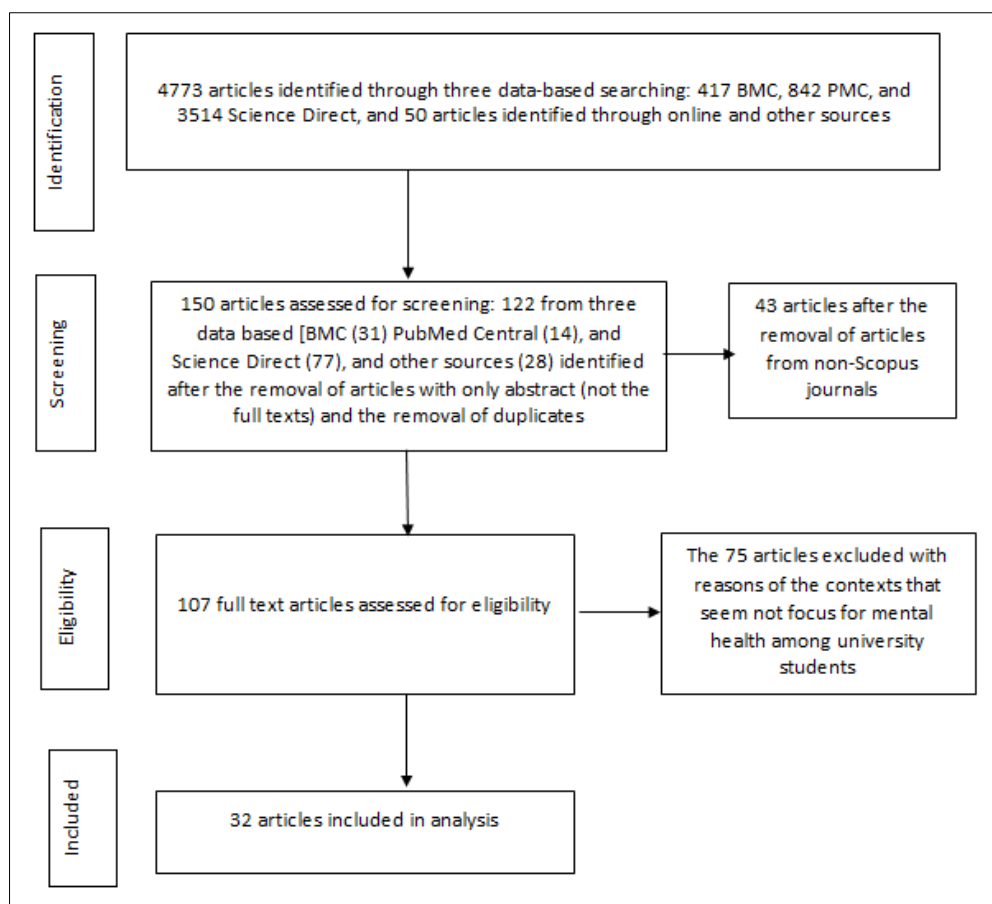 Identification
4773 articles identified through three data-based searching: 417 BMC, 842 PMC, and
3514 Science Direct, and 50 articles identified through online and other sources
Screening
150 articles assessed for screening: 122 from three
data based [BMC (31) PubMed Central (14), and
Science Direct (77), and other sources (28) identified
after the removal of articles with only abstract (not the
full texts) and the removal of duplicates
43 articles after the
removal of articles
from non-Scopus
journals
Eligibility
107 full text articles assessed for eligibility
The 75 articles excluded with
reasons of the contexts that
seem not focus for mental
health among university
students
Included
32 articles included in analysis